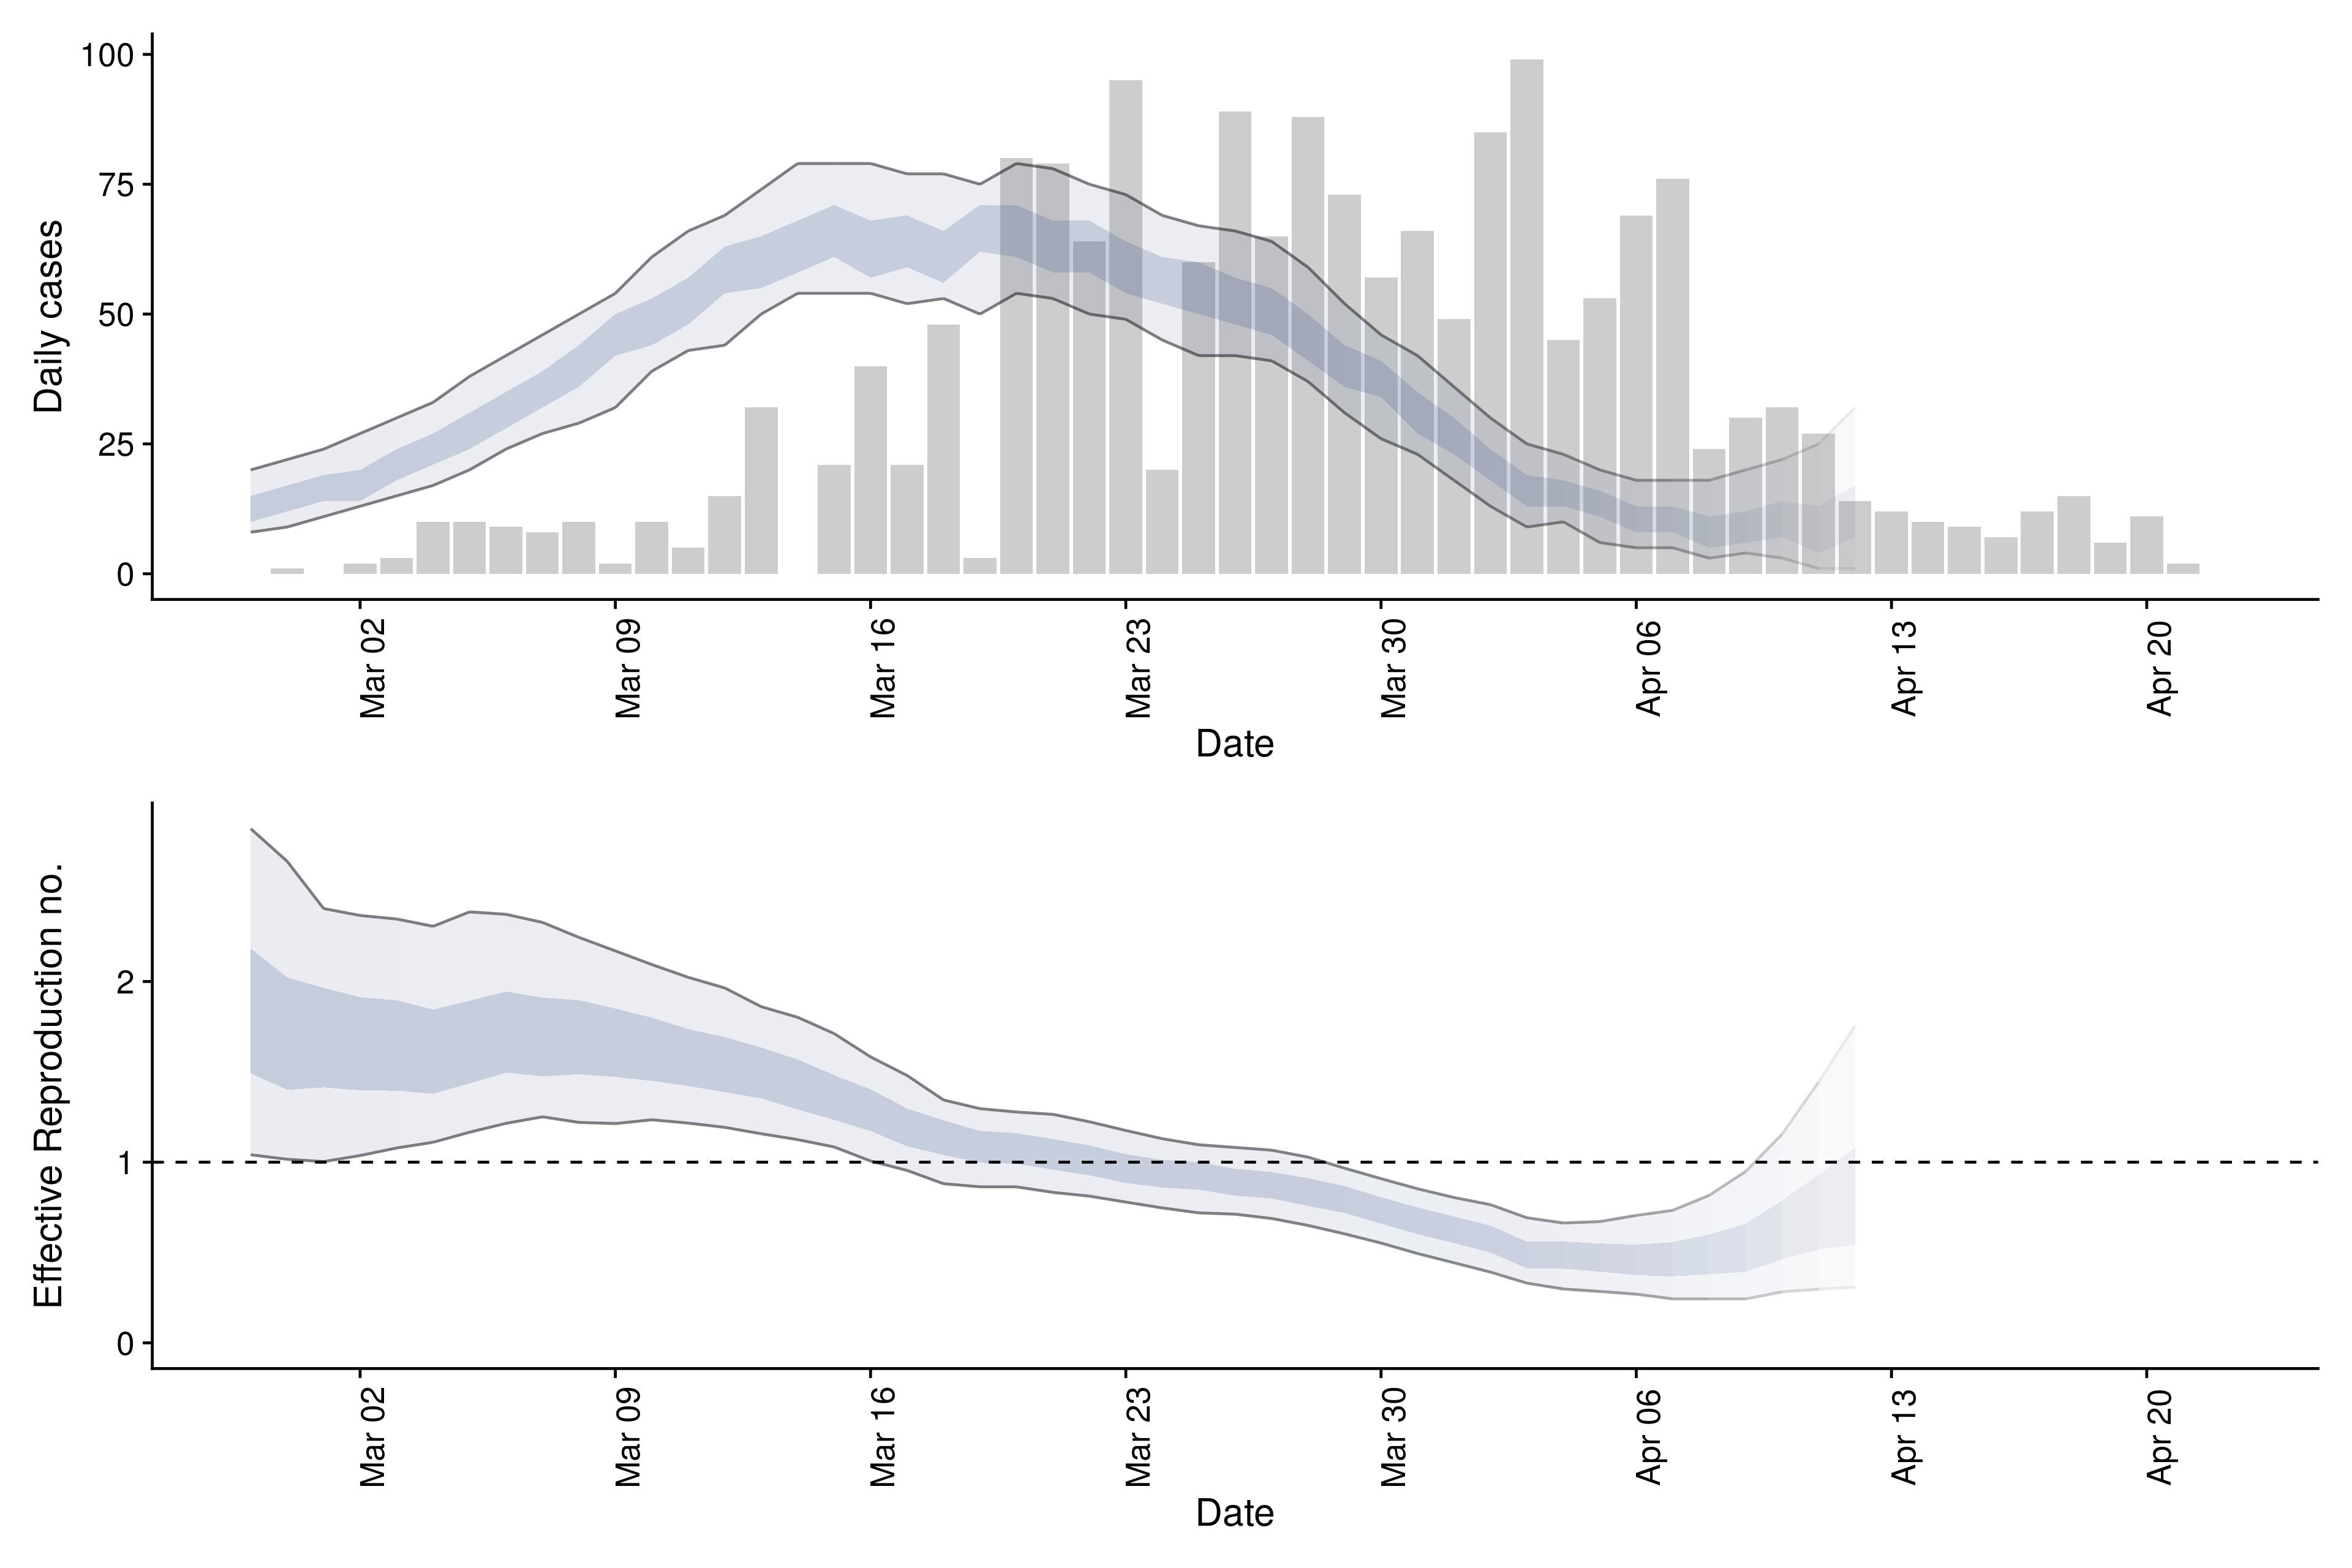 Daily cases
100
75
50
25
0
Mar 02
Mar 09
Mar 16
Mar 23
Mar 30
Apr 06
Apr 13
Apr 20
Date
Effective Reproduction no.
2
1
0
Mar 02
Mar 09
Mar 16
Mar 23
Mar 30
Apr 06
Apr 13
Apr 20
Date